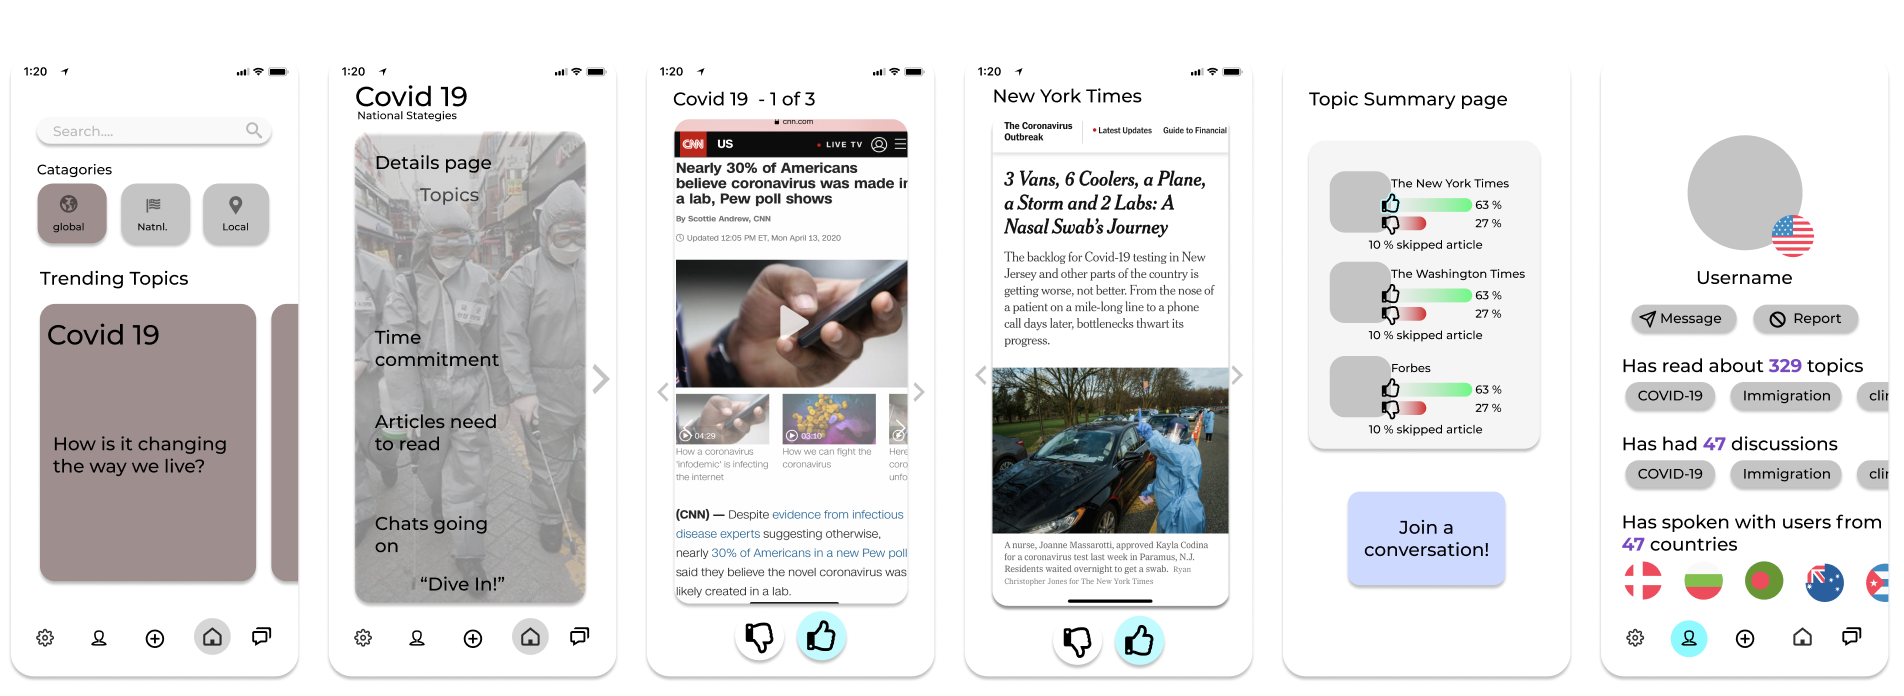 1:20
Search....
Catagories
global
Natnl.
Local
Trending Topics
Covid 19
How is it changing
the way we live?
1:20
Covid 19
National Stategies
Details page
Topics
Time
commitment
Articles need
to read
Chats going
on
“Dive In!”
1:20
Covid 19 - 1 of 3
cnn.com
CNN US
LIVE TV
Nearly 30% of Americans
believe coronavirus was made in
a lab, Pew poll shows
By Scottie Andrew, CNN
Updated 12:05 PM ET, Mon April 13, 2020
04:29
03:10
How a coronavirus
'infodemic' is infecting
the internet
How we can fight the
coronavirus
Here
coro
unfo
(CNN) — Despite evidence from infectious
disease experts suggesting otherwise,
nearly 30% of Americans in a new Pew poll
said they believe the novel coronavirus was
likely created in a lab.
1:20
New York Times
The Coronavirus
Outbreak
• Latest Updates
Guide to Financial
3 Vans, 6 Coolers, a Plane,
a Storm and 2 Labs: A
Nasal Swab’s Journey
The backlog for Covid-19 testing in New
Jersey and other parts of the country is
getting worse, not better. From the nose of
a patient on a mile-long line to a phone
call days later, bottlenecks thwart its
progress.
A nurse, Joanne Massarotti, approved Kayla Codina
for a coronavirus test last week in Paramus, N.J.
Residents waited overnight to get a swab. Ryan
Christopher Jones for The New York Times
Topic Summary page
The New York Times
63 %
27 %
10 % skipped article
The Washington Times
63 %
27 %
10 % skipped article
Forbes
63 %
27 %
10 % skipped article
Join a
conversation!
Username
Message
Report
Has read about 329 topics
COVID-19
Immigration
clin
Has had 47 discussions
COVID-19
Immigration
clin
Has spoken with users from
47 countries